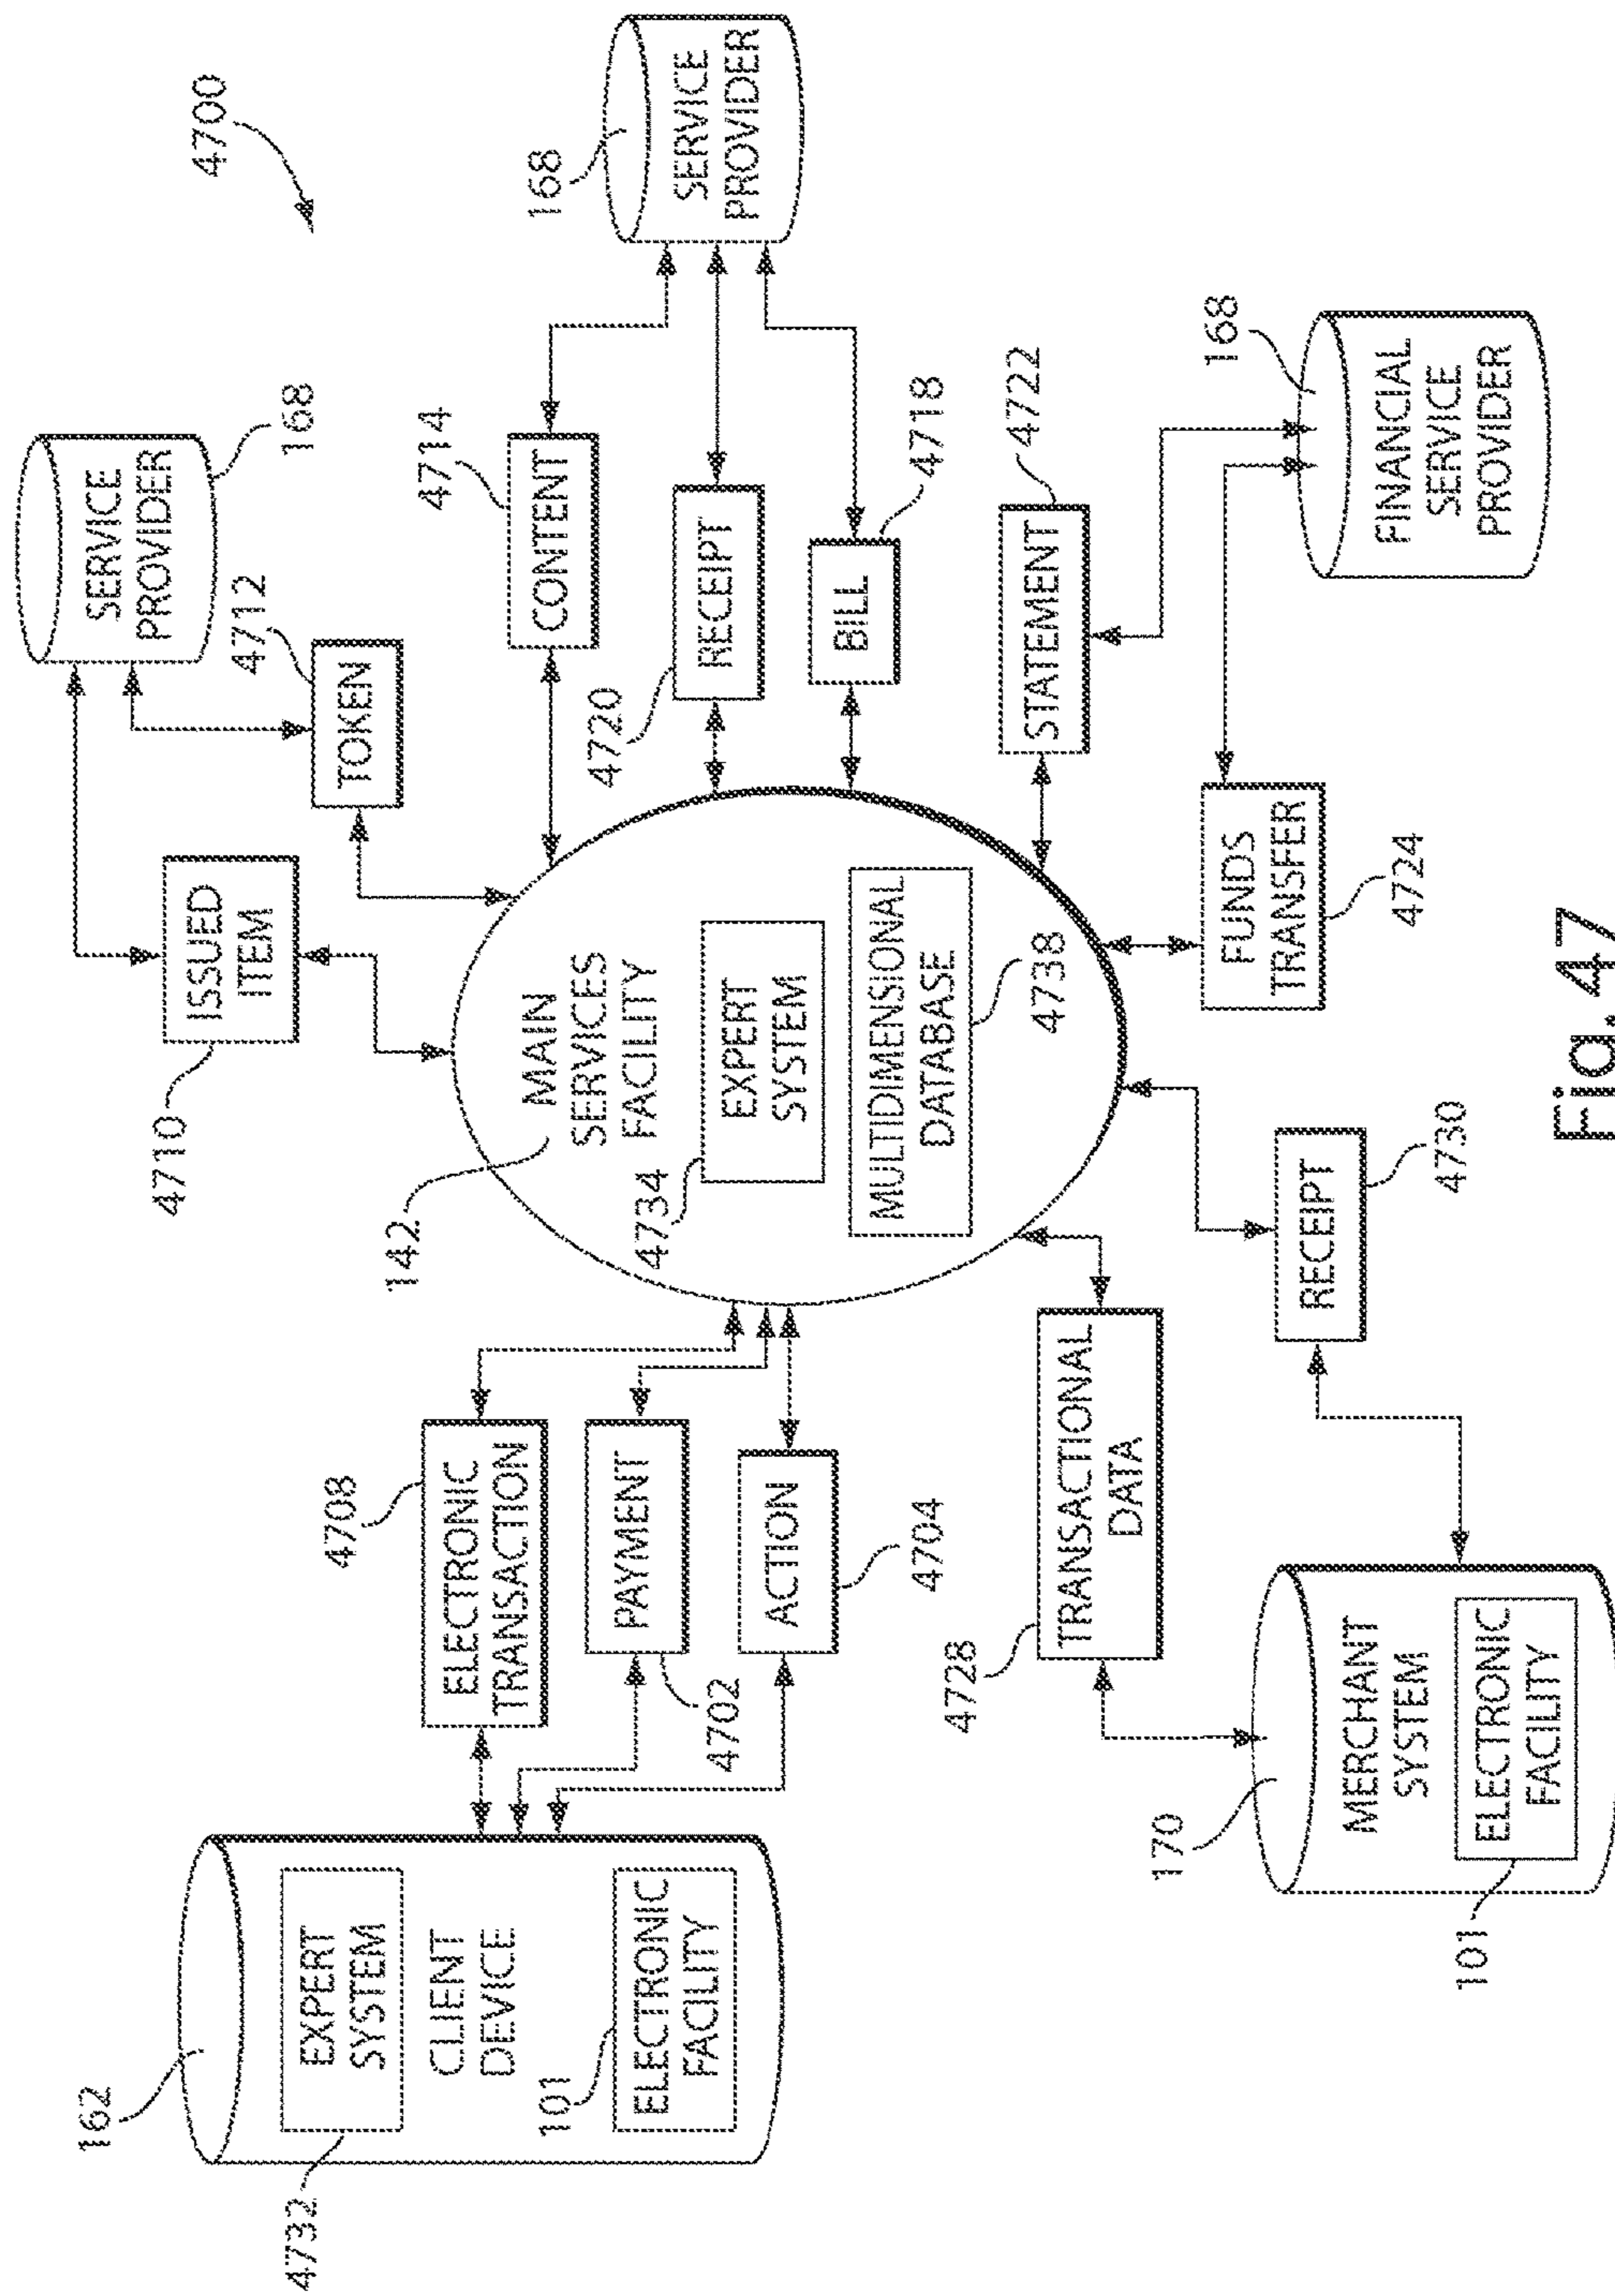 4700
162
EXPERT
SYSTEM
4732
CLIENT
DEVICE
101
ELECTRONIC
FACILITY
4708
ELECTRONIC
TRANSACTION
PAYMENT
4702
ACTION
4704
4710
ISSUED
ITEM
4712
TOKEN
SERVICE
PROVIDER
168
142
MAIN
SERVICES
FACILITY
4734
EXPERT
SYSTEM
MULTIDIMENSIONAL
DATABASE
4738
4714
CONTENT
4720
RECEIPT
BILL
4718
168
SERVICE
PROVIDER
STATEMENT
4722
168
FINANCIAL
SERVICE
PROVIDER
FUNDS
TRANSFER
4724
4728
TRANSACTIONAL
DATA
RECEIPT
4730
170
MERCHANT
SYSTEM
ELECTRONIC
FACILITY
101
Fig. 47